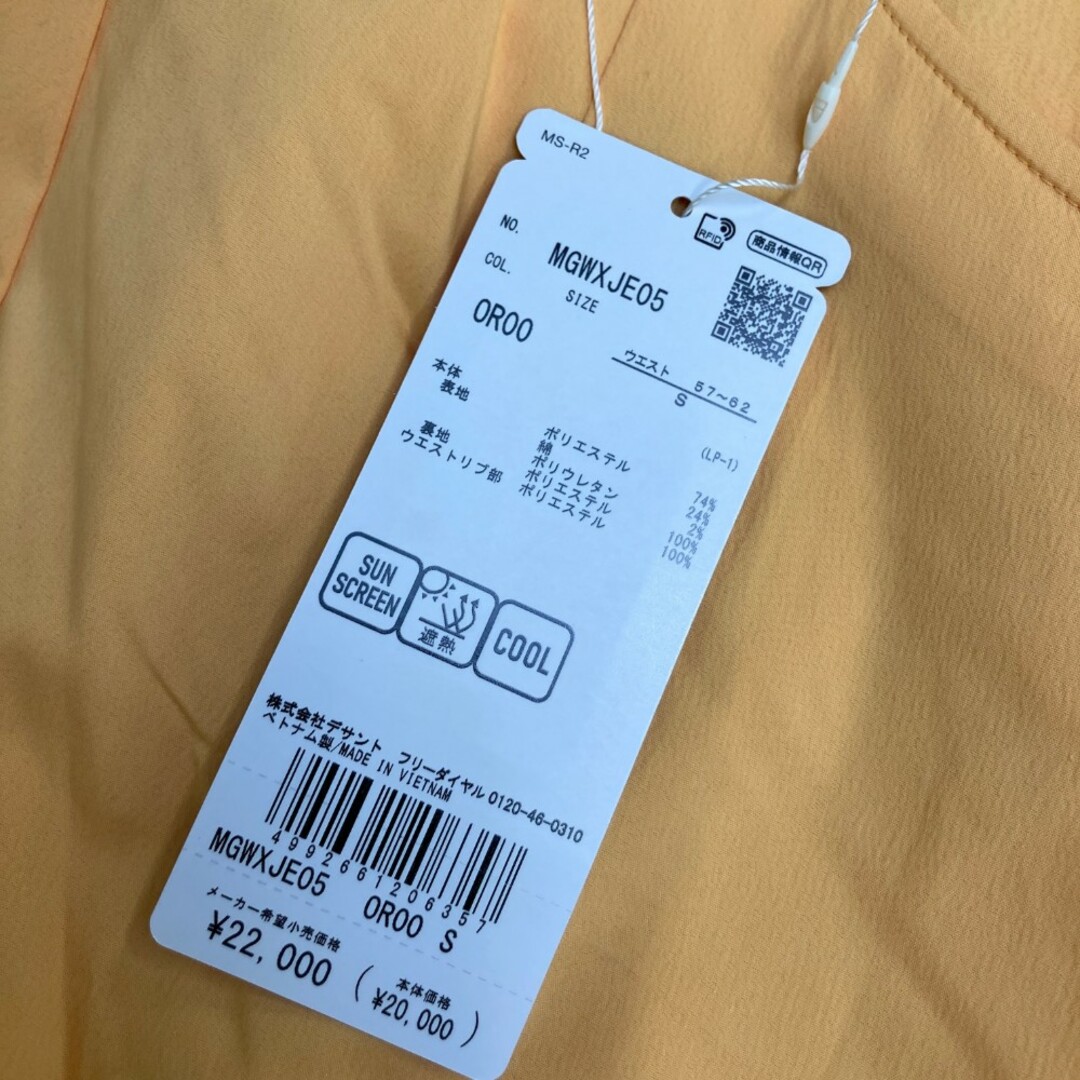 MS-R2
RFID
商品情報QR
NO.
MGWXJE05
COL.
SIZE
OR00
ウエスト 57~62
S
本体
表地
(LP-1)
ポリエステル 74%
綿 24%
ポリウレタン 2%
裏地 ポリエステル 100%
ウエストリブ部 ポリエステル 100%
SUN
SCREEN
遮熱
COOL
株式会社デサント フリーダイヤル 0120-46-0310
ベトナム製/MADE IN VIETNAM
4992661206357
MGWXJE05 OR00 S
メーカー希望小売価格
¥22,000
(本体価格
¥20,000)